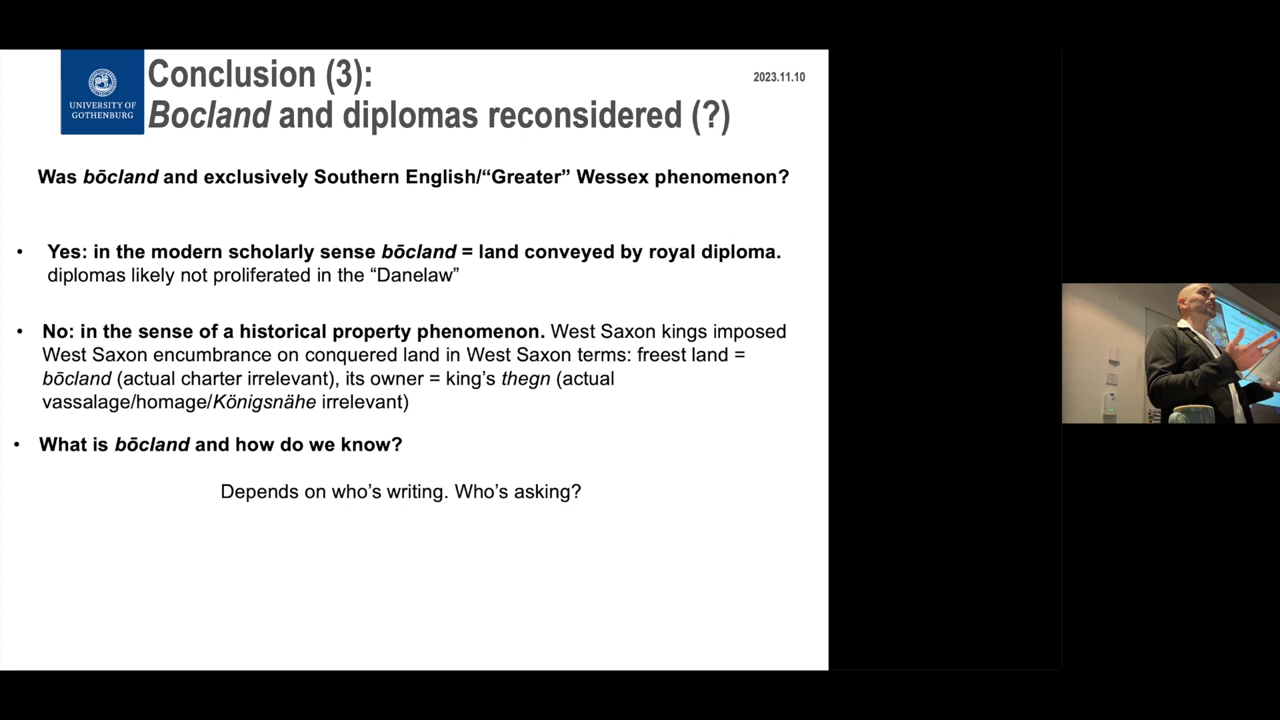 UNIVERSITY OF
GOTHENBURG
Conclusion (3):
Bocland and diplomas reconsidered (?)
2023.11.10
Was bōcland and exclusively Southern English/“Greater” Wessex phenomenon?
• Yes: in the modern scholarly sense bōcland = land conveyed by royal diploma.
diplomas likely not proliferated in the “Danelaw”
• No: in the sense of a historical property phenomenon. West Saxon kings imposed
West Saxon encumbrance on conquered land in West Saxon terms: freest land =
bōcland (actual charter irrelevant), its owner = king’s thegn (actual
vassalage/homage/Königsnähe irrelevant)
• What is bōcland and how do we know?
Depends on who’s writing. Who’s asking?